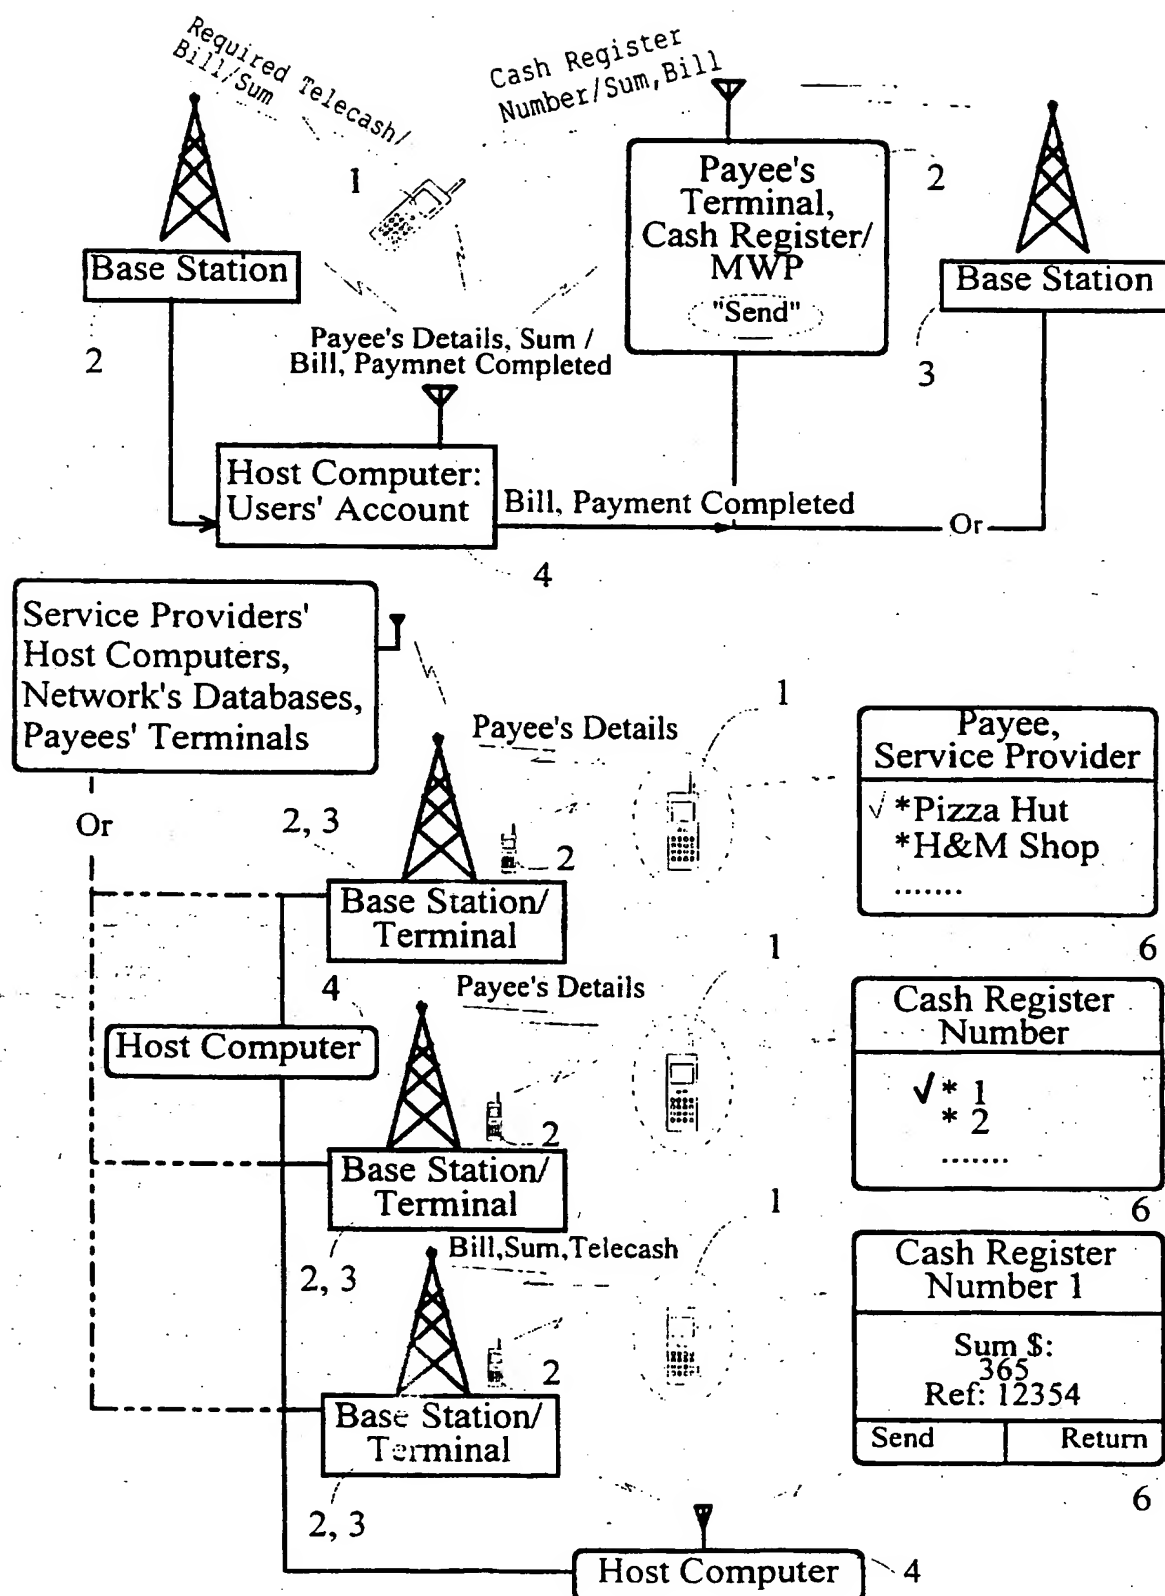 Required Telecash/
Bill/Sum
Cash Register
Number/Sum,Bill
1
Payee's
Terminal,
Cash Register/
MWP
"Send"
2
Base Station
2
Base Station
3
Payee's Details, Sum /
Bill, Paymnet Completed
Host Computer:
Users' Account
Bill, Payment Completed
Or
4
Service Providers'
Host Computers,
Network's Databases,
Payees' Terminals
Or
Payee's Details
1
2, 3
2
Base Station/
Terminal
Payee,
Service Provider
√ *Pizza Hut
*H&M Shop
.......
6
4
Host Computer
Payee's Details
1
2
Base Station/
Terminal
2, 3
Cash Register
Number
√ * 1
* 2
.......
6
Bill,Sum,Telecash
1
2
Base Station/
Terminal
2, 3
Cash Register
Number 1
Sum $:
365
Ref: 12354
Send Return
6
Host Computer
4